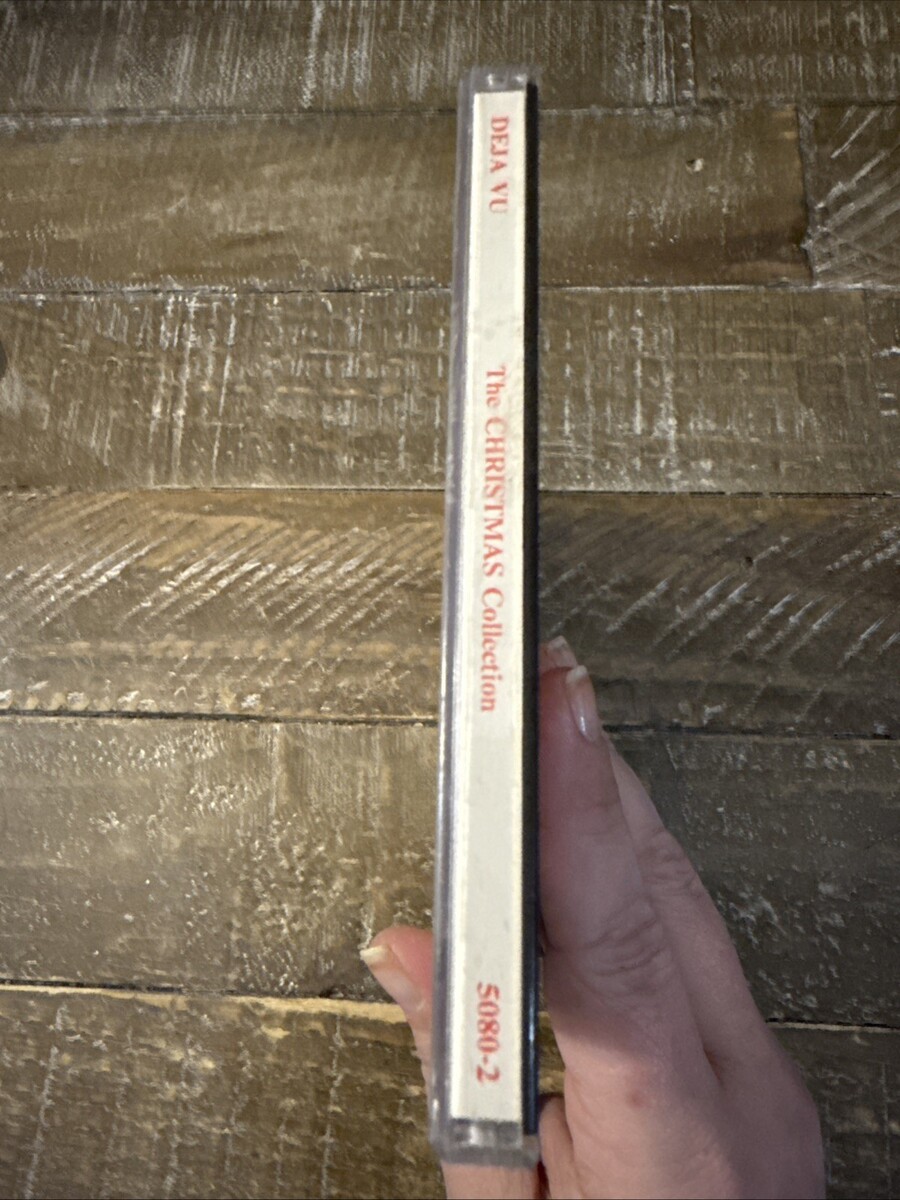 DEJA VU
The CHRISTMAS Collection
5080-2